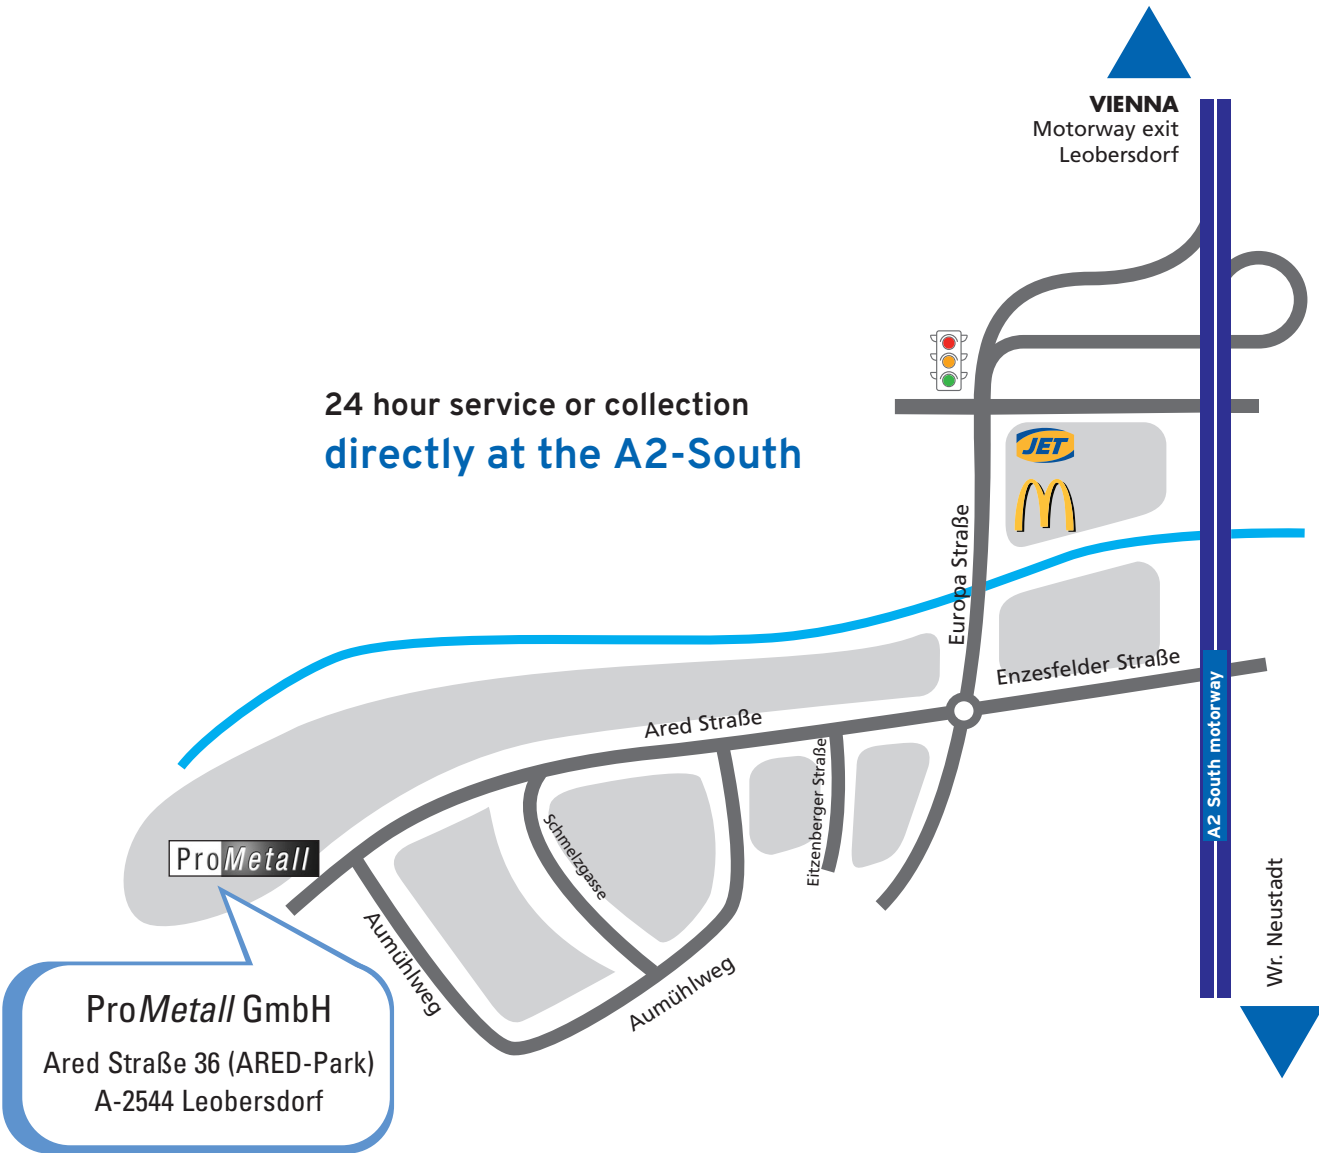 VIENNA
Motorway exit
Leobersdorf
24 hour service or collection
directly at the A2-South
JET
Europa Straße
Enzesfelder Straße
Ared Straße
A2 South motorway
Eitzenberger Straße
Schmelzgasse
ProMetall
Wr. Neustadt
Aumühlweg
Aumühlweg
ProMetall GmbH
Ared Straße 36 (ARED-Park)
A-2544 Leobersdorf